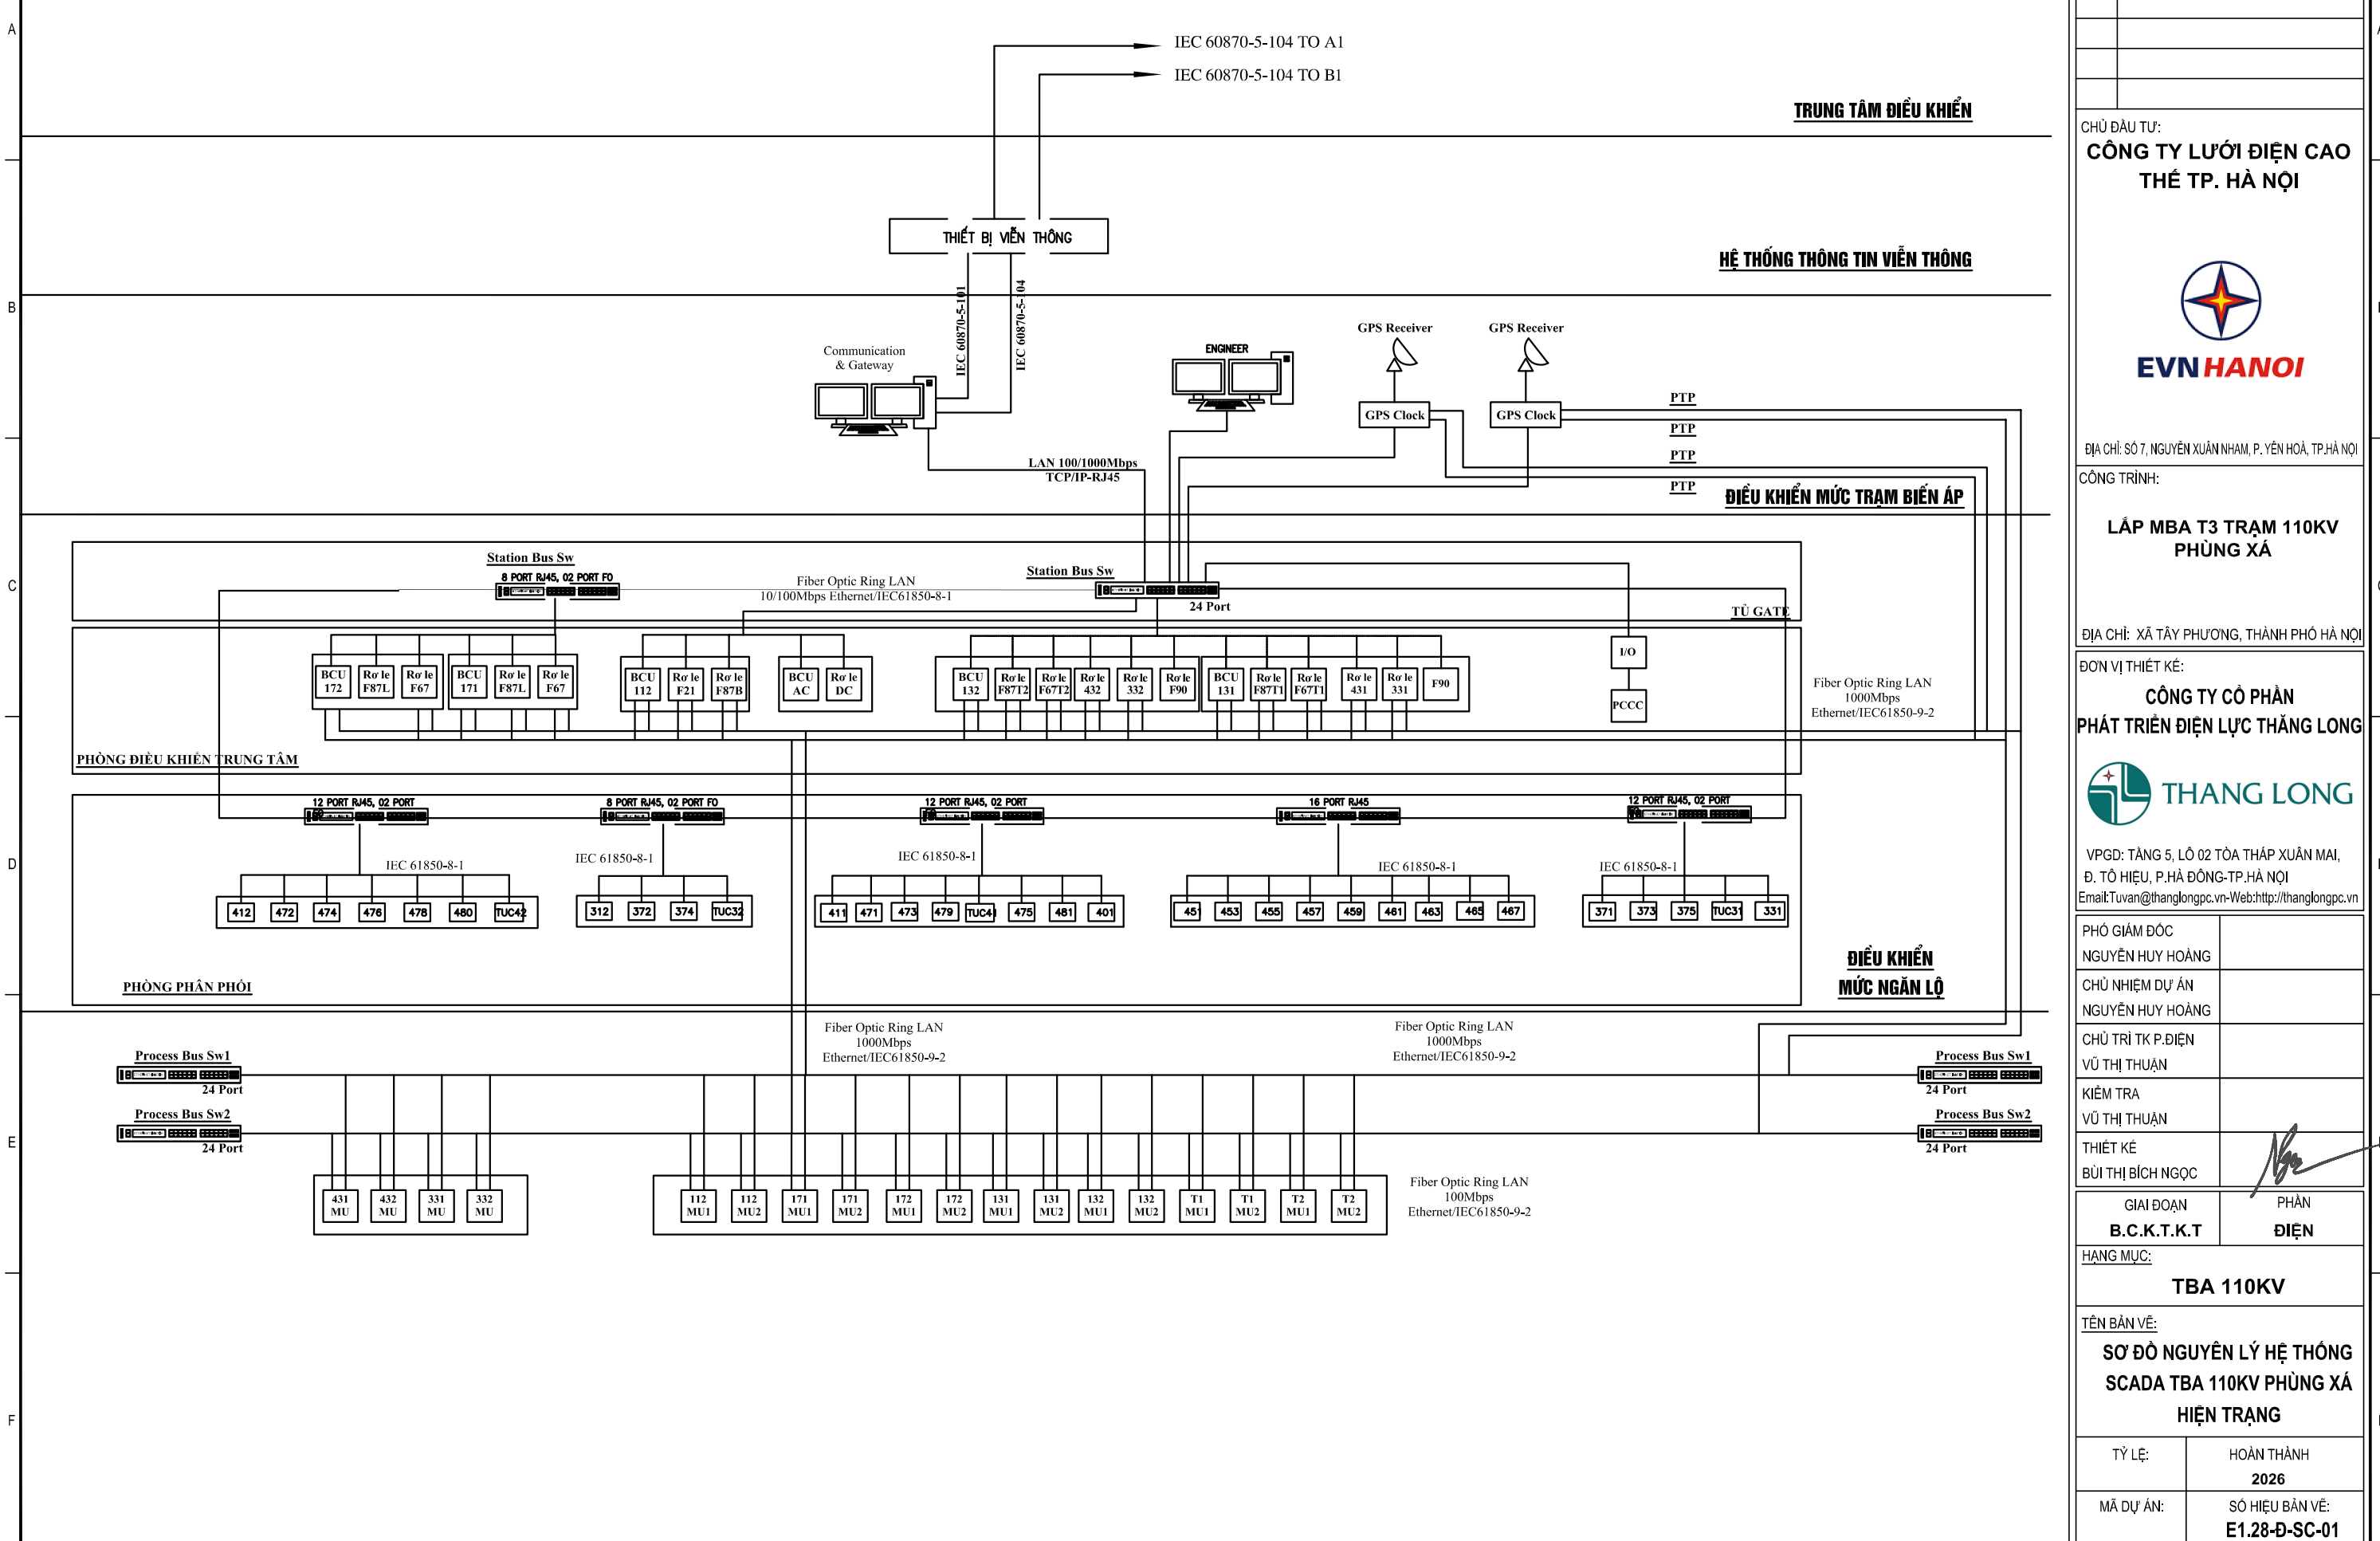 A
IEC 60870-5-104 TO A1
IEC 60870-5-104 TO B1
TRUNG TÂM ĐIỀU KHIỂN
THIẾT BỊ VIỄN THÔNG
HỆ THỐNG THÔNG TIN VIỄN THÔNG
B
IEC 60870-5-101
IEC 60870-5-104
Communication
& Gateway
ENGINEER
GPS Receiver
GPS Receiver
GPS Clock
GPS Clock
PTP
PTP
PTP
PTP
LAN 100/1000Mbps
TCP/IP-RJ45
ĐIỀU KHIỂN MỨC TRẠM BIẾN ÁP
C
Station Bus Sw
8 PORT RJ45, 02 PORT FO
Fiber Optic Ring LAN
10/100Mbps Ethernet/IEC61850-8-1
Station Bus Sw
24 Port
TỦ GATE
BCU 172
Rơ le F87L
Rơ le F67
BCU 171
Rơ le F87L
Rơ le F67
BCU 112
Rơ le F21
Rơ le F87B
BCU AC
Rơ le DC
BCU 132
Rơ le F87T2
Rơ le F67T2
Rơ le 432
Rơ le 332
Rơ le F90
BCU 131
Rơ le F87T1
Rơ le F67T1
Rơ le 431
Rơ le 331
F90
I/O
PCCC
Fiber Optic Ring LAN
1000Mbps
Ethernet/IEC61850-9-2
PHÒNG ĐIỀU KHIỂN TRUNG TÂM
D
12 PORT RJ45, 02 PORT
8 PORT RJ45, 02 PORT FO
12 PORT RJ45, 02 PORT
16 PORT RJ45
12 PORT RJ45, 02 PORT
IEC 61850-8-1
IEC 61850-8-1
IEC 61850-8-1
IEC 61850-8-1
IEC 61850-8-1
412 472 474 476 478 480 TUC42
312 372 374 TUC32
411 471 473 479 TUC41 475 481 401
451 453 455 457 459 461 463 465 467
371 373 375 TUC31 331
PHÒNG PHÂN PHỐI
ĐIỀU KHIỂN
MỨC NGĂN LỘ
Fiber Optic Ring LAN
1000Mbps
Ethernet/IEC61850-9-2
Fiber Optic Ring LAN
1000Mbps
Ethernet/IEC61850-9-2
E
Process Bus Sw1
24 Port
Process Bus Sw2
24 Port
Process Bus Sw1
24 Port
Process Bus Sw2
24 Port
431 MU
432 MU
331 MU
332 MU
112 MU1
112 MU2
171 MU1
171 MU2
172 MU1
172 MU2
131 MU1
131 MU2
132 MU1
132 MU2
T1 MU1
T1 MU2
T2 MU1
T2 MU2
Fiber Optic Ring LAN
100Mbps
Ethernet/IEC61850-9-2
F
CHỦ ĐẦU TƯ:
CÔNG TY LƯỚI ĐIỆN CAO
THẾ TP. HÀ NỘI
EVNHANOI
ĐỊA CHỈ: SỐ 7, NGUYỄN XUÂN NHAM, P. YÊN HOÀ, TP.HÀ NỘI
CÔNG TRÌNH:
LẮP MBA T3 TRẠM 110KV
PHÙNG XÁ
ĐỊA CHỈ: XÃ TÂY PHƯƠNG, THÀNH PHỐ HÀ NỘI
ĐƠN VỊ THIẾT KẾ:
CÔNG TY CỔ PHẦN
PHÁT TRIỂN ĐIỆN LỰC THĂNG LONG
THANG LONG
VPGD: TẦNG 5, LÔ 02 TÒA THÁP XUÂN MAI,
Đ. TÔ HIỆU, P.HÀ ĐÔNG-TP.HÀ NỘI
Email:Tuvan@thanglongpc.vn-Web:http://thanglongpc.vn
PHÓ GIÁM ĐỐC
NGUYỄN HUY HOÀNG
CHỦ NHIỆM DỰ ÁN
NGUYỄN HUY HOÀNG
CHỦ TRÌ TK P.ĐIỆN
VŨ THỊ THUẬN
KIỂM TRA
VŨ THỊ THUẬN
THIẾT KẾ
BÙI THỊ BÍCH NGỌC
GIAI ĐOẠN
B.C.K.T.K.T
PHẦN
ĐIỆN
HẠNG MỤC:
TBA 110KV
TÊN BẢN VẼ:
SƠ ĐỒ NGUYÊN LÝ HỆ THỐNG
SCADA TBA 110KV PHÙNG XÁ
HIỆN TRẠNG
TỶ LỆ:
HOÀN THÀNH
2026
MÃ DỰ ÁN:
SỐ HIỆU BẢN VẼ:
E1.28-Đ-SC-01